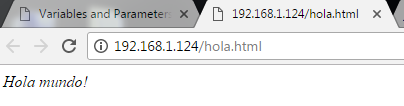 Variables and Parameter
192.168.1.124/hola.html
192.168.1.124/hola.html
Hola mundo!